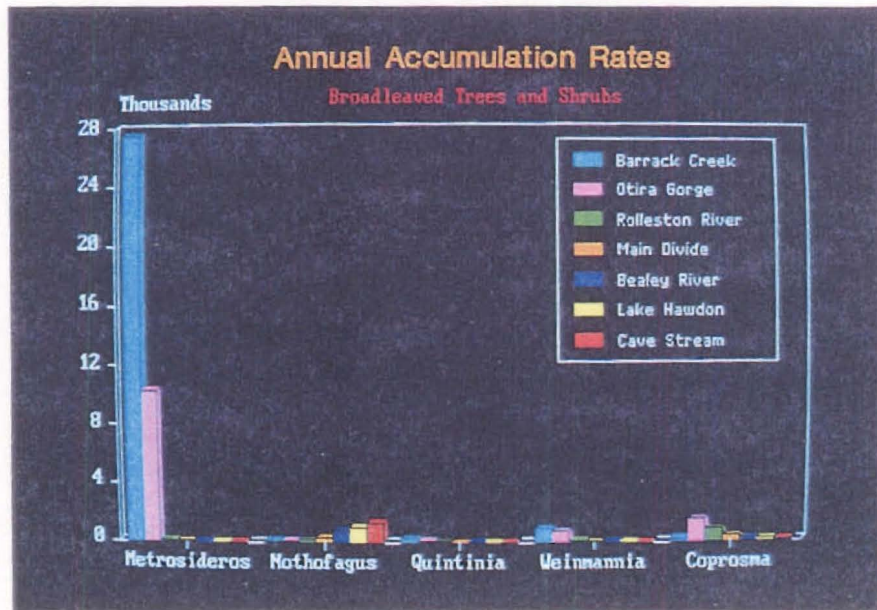 Annual Accumulation Rates
Broadleaved Trees and Shrubs
Thousands
28
24
20
16
12
8
4
0
Barrack Creek
Otira Gorge
Rolleston River
Main Divide
Bealey River
Lake Hawdon
Cave Stream
Metrosideros Nothofagus Quintinia Weinmannia Coprosma